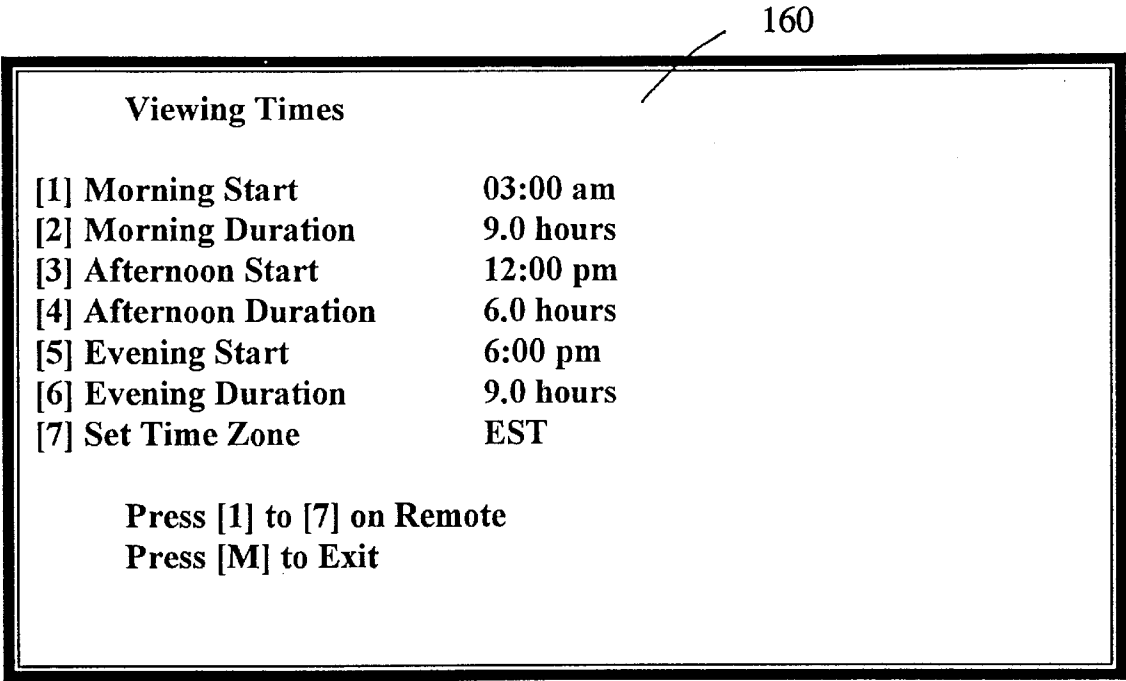 160
Viewing Times
[1] Morning Start 03:00 am
[2] Morning Duration 9.0 hours
[3] Afternoon Start 12:00 pm
[4] Afternoon Duration 6.0 hours
[5] Evening Start 6:00 pm
[6] Evening Duration 9.0 hours
[7] Set Time Zone EST
Press [1] to [7] on Remote
Press [M] to Exit